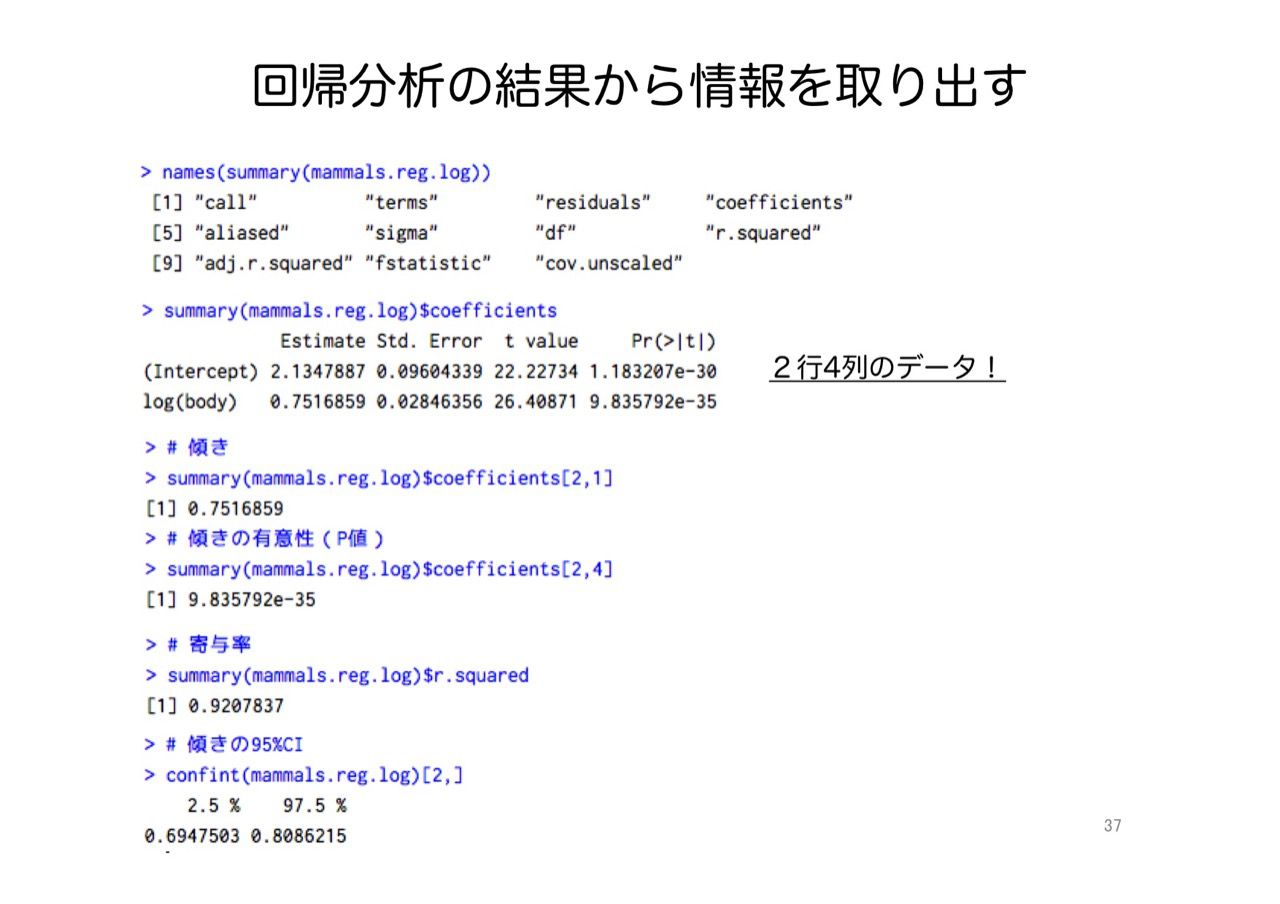 回帰分析の結果から情報を取り出す
> names(summary(mammals.reg.log))
[1] "call" "terms" "residuals" "coefficients"
[5] "aliased" "sigma" "df" "r.squared"
[9] "adj.r.squared" "fstatistic" "cov.unscaled"
> summary(mammals.reg.log)$coefficients
Estimate Std. Error t value Pr(>|t|)
(Intercept) 2.1347887 0.09604339 22.22734 1.183207e-30
log(body) 0.7516859 0.02846356 26.40871 9.835792e-35
２行4列のデータ！
> # 傾き
> summary(mammals.reg.log)$coefficients[2,1]
[1] 0.7516859
> # 傾きの有意性（P値）
> summary(mammals.reg.log)$coefficients[2,4]
[1] 9.835792e-35
> # 寄与率
> summary(mammals.reg.log)$r.squared
[1] 0.9207837
> # 傾きの95%CI
> confint(mammals.reg.log)[2,]
2.5 % 97.5 %
0.6947503 0.8086215
37